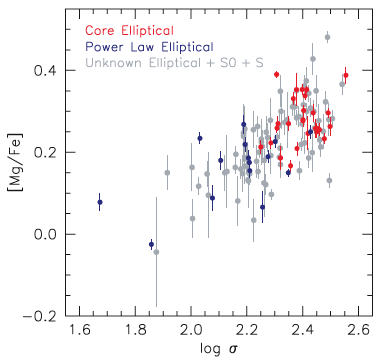 Core Elliptical
Power Law Elliptical
Unknown Elliptical + S0 + S
[Mg/Fe]
0.4
0.2
0.0
−0.2
1.6 1.8 2.0 2.2 2.4 2.6
log σ